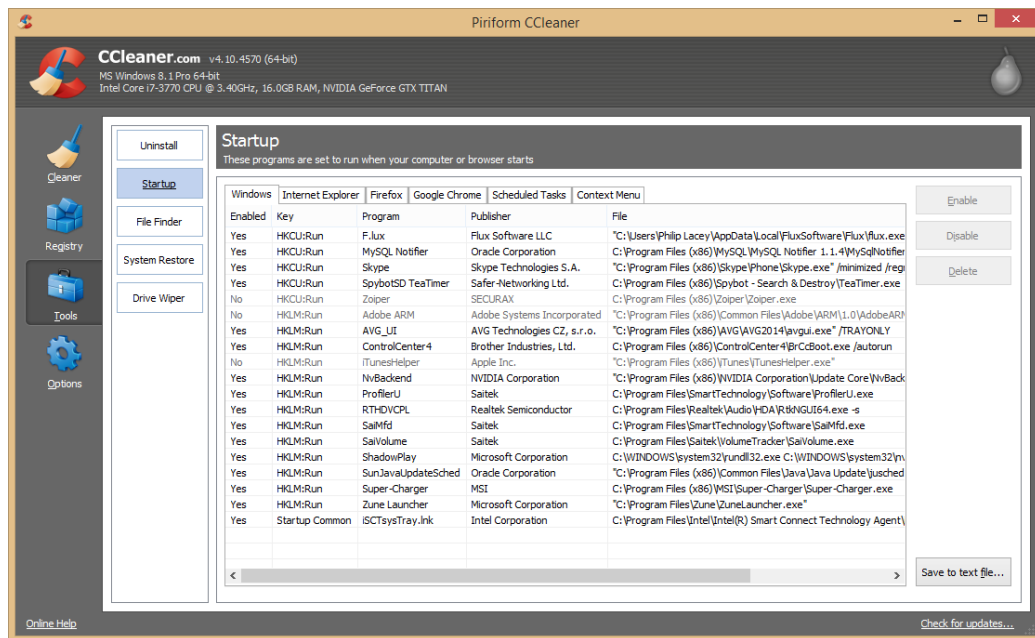 Piriform CCleaner
CCleaner.com v4.10.4570 (64-bit)
MS Windows 8.1 Pro 64-bit
Intel Core i7-3770 CPU @ 3.40GHz, 16.0GB RAM, NVIDIA GeForce GTX TITAN
Cleaner
Registry
Tools
Options
Uninstall
Startup
File Finder
System Restore
Drive Wiper
Startup
These programs are set to run when your computer or browser starts
Windows Internet Explorer Firefox Google Chrome Scheduled Tasks Context Menu
Enabled Key Program Publisher File
Yes HKCU:Run F.lux Flux Software LLC "C:\Users\Philip Lacey\AppData\Local\FluxSoftware\Flux\flux.exe
Yes HKCU:Run MySQL Notifier Oracle Corporation C:\Program Files (x86)\MySQL\MySQL Notifier 1.1.4\MySqlNotifier
Yes HKCU:Run Skype Skype Technologies S.A. "C:\Program Files (x86)\Skype\Phone\Skype.exe" /minimized /regr
Yes HKCU:Run SpybotSD TeaTimer Safer-Networking Ltd. C:\Program Files (x86)\Spybot - Search & Destroy\TeaTimer.exe
No HKCU:Run Zoiper SECURAX C:\Program Files (x86)\Zoiper\Zoiper.exe
No HKLM:Run Adobe ARM Adobe Systems Incorporated "C:\Program Files (x86)\Common Files\Adobe\ARM\1.0\AdobeARM
Yes HKLM:Run AVG_UI AVG Technologies CZ, s.r.o. "C:\Program Files (x86)\AVG\AVG2014\avgui.exe" /TRAYONLY
Yes HKLM:Run ControlCenter4 Brother Industries, Ltd. C:\Program Files (x86)\ControlCenter4\BrCcBoot.exe /autorun
No HKLM:Run iTunesHelper Apple Inc. "C:\Program Files (x86)\iTunes\iTunesHelper.exe"
Yes HKLM:Run NvBackend NVIDIA Corporation "C:\Program Files (x86)\NVIDIA Corporation\Update Core\NvBack
Yes HKLM:Run ProfilerU Saitek C:\Program Files\SmartTechnology\Software\ProfilerU.exe
Yes HKLM:Run RTHDVCPL Realtek Semiconductor C:\Program Files\Realtek\Audio\HDA\RtkNGUI64.exe -s
Yes HKLM:Run SaiMfd Saitek C:\Program Files\SmartTechnology\Software\SaiMfd.exe
Yes HKLM:Run SaiVolume Saitek C:\Program Files\Saitek\VolumeTracker\SaiVolume.exe
Yes HKLM:Run ShadowPlay Microsoft Corporation C:\WINDOWS\system32\rundll32.exe C:\WINDOWS\system32\nv
Yes HKLM:Run SunJavaUpdateSched Oracle Corporation "C:\Program Files (x86)\Common Files\Java\Java Update\jusched
Yes HKLM:Run Super-Charger MSI C:\Program Files (x86)\MSI\Super-Charger\Super-Charger.exe
Yes HKLM:Run Zune Launcher Microsoft Corporation "C:\Program Files\Zune\ZuneLauncher.exe"
Yes Startup Common iSCTsysTray.lnk Intel Corporation C:\Program Files\Intel\Intel(R) Smart Connect Technology Agent\
Enable
Disable
Delete
Save to text file...
Online Help
Check for updates...